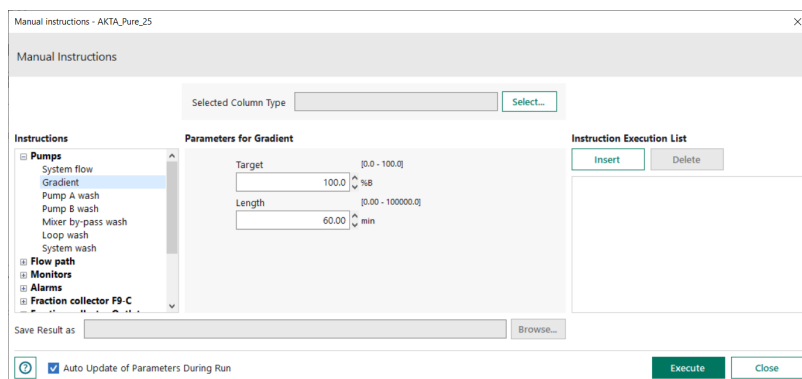 Manual instructions - AKTA_Pure_25
Manual Instructions
Selected Column Type
Select...
Instructions
Pumps
System flow
Gradient
Pump A wash
Pump B wash
Mixer by-pass wash
Loop wash
System wash
Flow path
Monitors
Alarms
Fraction collector F9-C
Parameters for Gradient
Target [0.0 - 100.0]
100.0 %B
Length [0.00 - 100000.0]
60.00 min
Instruction Execution List
Insert Delete
Save Result as
Browse...
? Auto Update of Parameters During Run
Execute Close